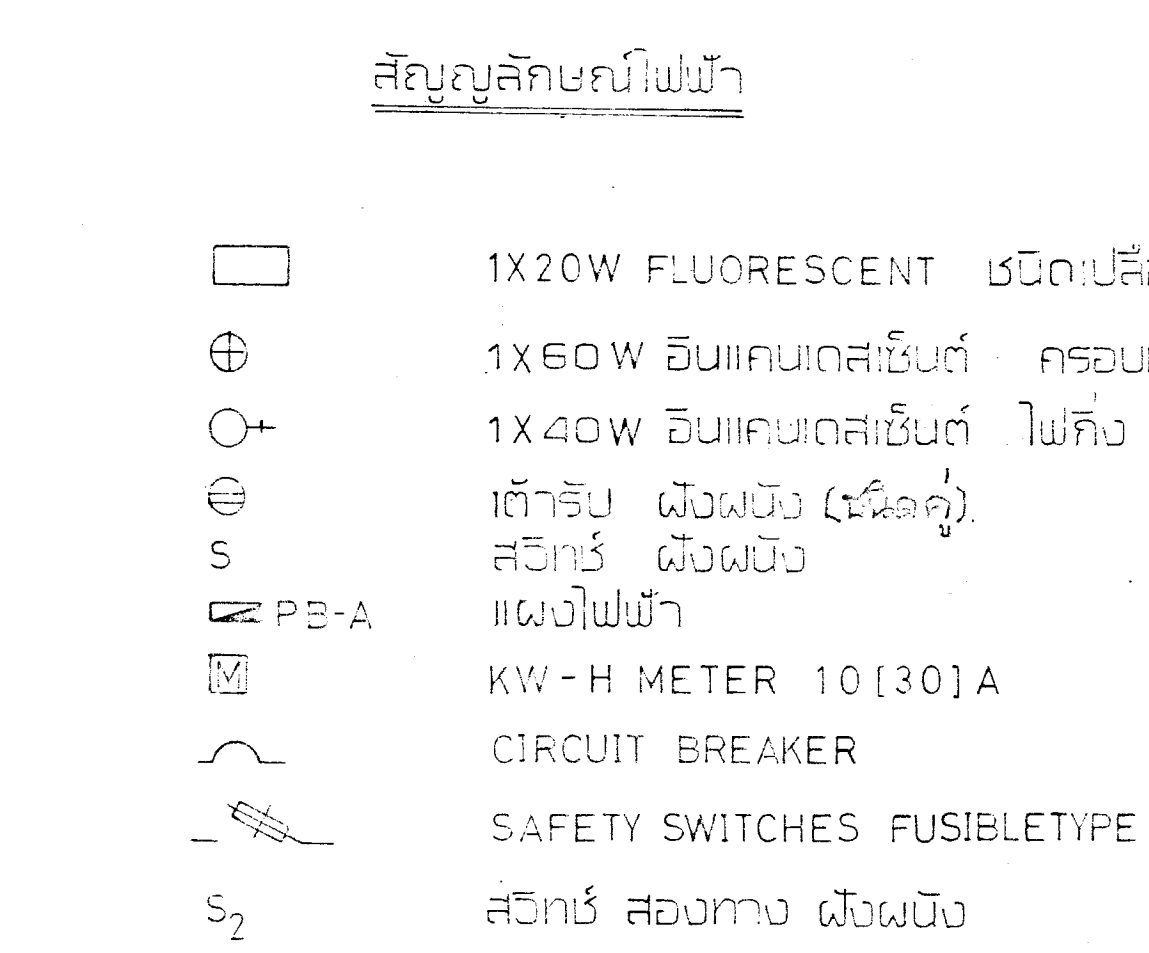 สัญญลักษณ์ไฟฟ้า
1X20W FLUORESCENT ชนิดเปลือ
1X60W อินแคนเดสเซ็นต์ ครอบแ
1X40W อินแคนเดสเซ็นต์ ไฟกิ่ง
เต้ารับ ฝังผนัง (ชนิดคู่).
S สวิทช์ ฝังผนัง
PB-A แผงไฟฟ้า
M KW-H METER 10[30]A
CIRCUIT BREAKER
SAFETY SWITCHES FUSIBLETYPE
S2 สวิทช์ สองทาง ฝังผนัง